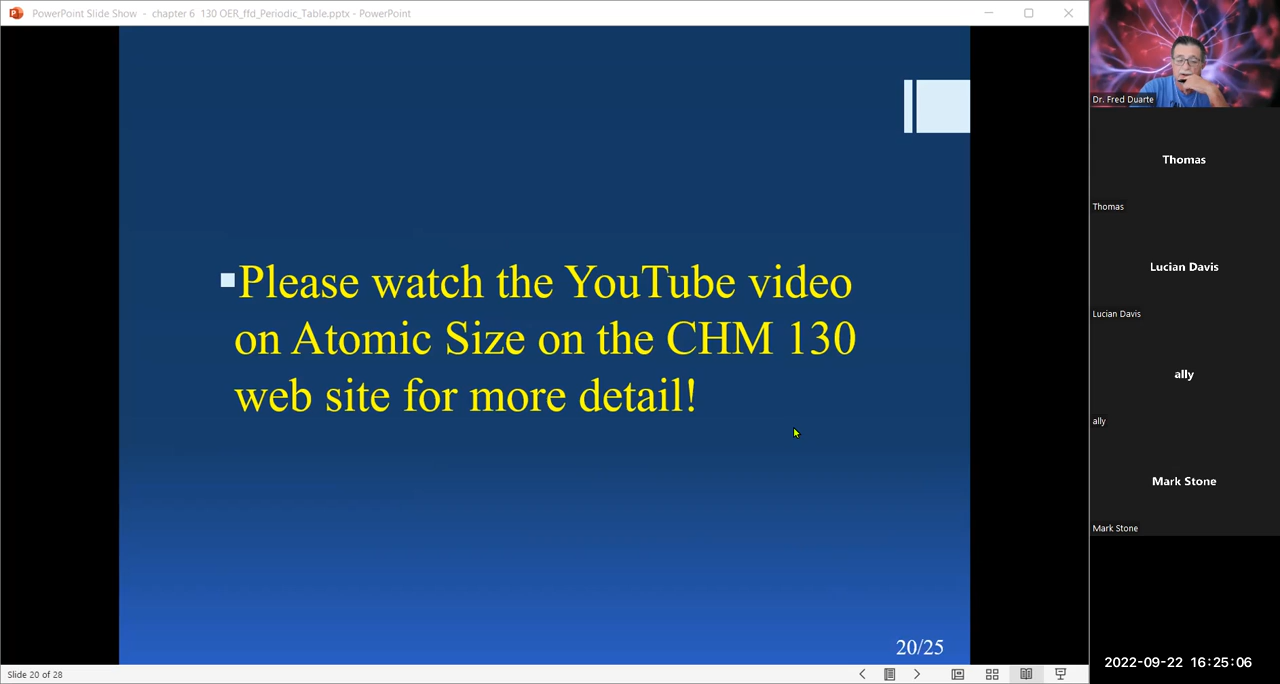 PowerPoint Slide Show - chapter 6 130 OER_ffd_Periodic_Table.pptx - PowerPoint
Please watch the YouTube video
on Atomic Size on the CHM 130
web site for more detail!
20/25
Slide 20 of 28
Dr. Fred Duarte
Thomas
Thomas
Lucian Davis
Lucian Davis
ally
ally
Mark Stone
Mark Stone
2022-09-22 16:25:06